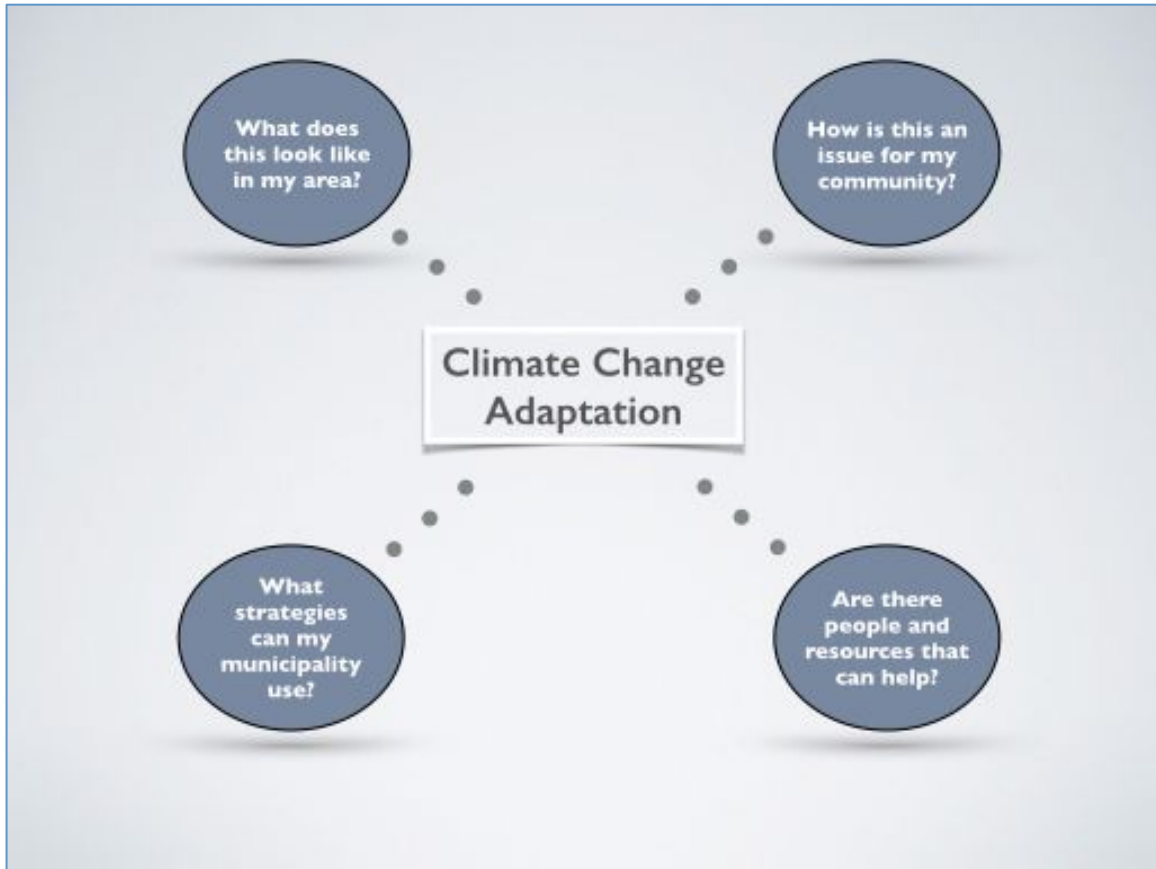 What does
this look like
in my area?
How is this an
issue for my
community?
Climate Change
Adaptation
What
strategies
can my
municipality
use?
Are there
people and
resources that
can help?